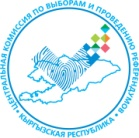 ЦЕНТРАЛЬНАЯ КОМИССИЯ ПО ВЫБОРАМ И ПРОВЕДЕНИЮ РЕФЕРЕНДУМОВ
КЫРГЫЗСКАЯ РЕСПУБЛИКА